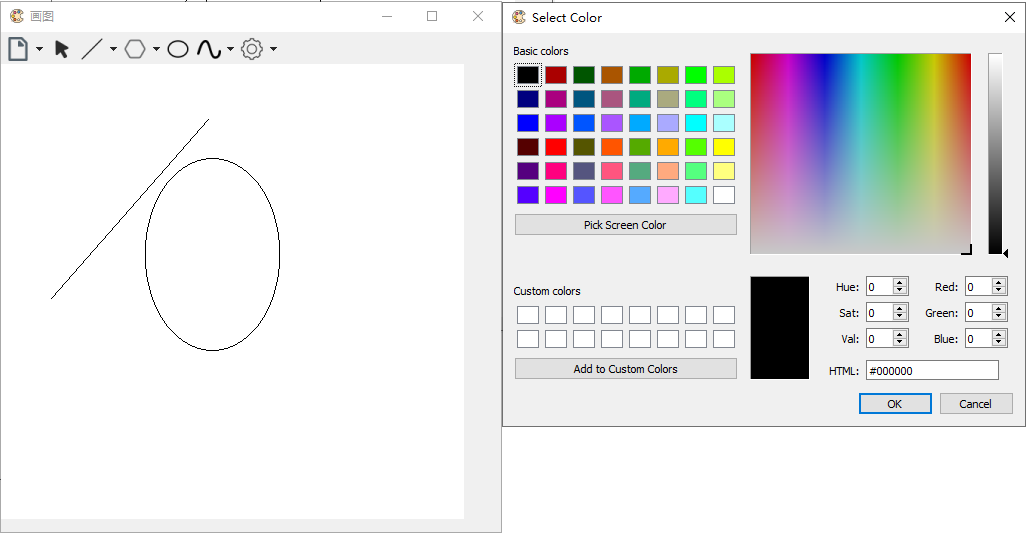 画图
Select Color
Basic colors
Pick Screen Color
Custom colors
Add to Custom Colors
Hue: 0 Red: 0
Sat: 0 Green: 0
Val: 0 Blue: 0
HTML: #000000
OK Cancel